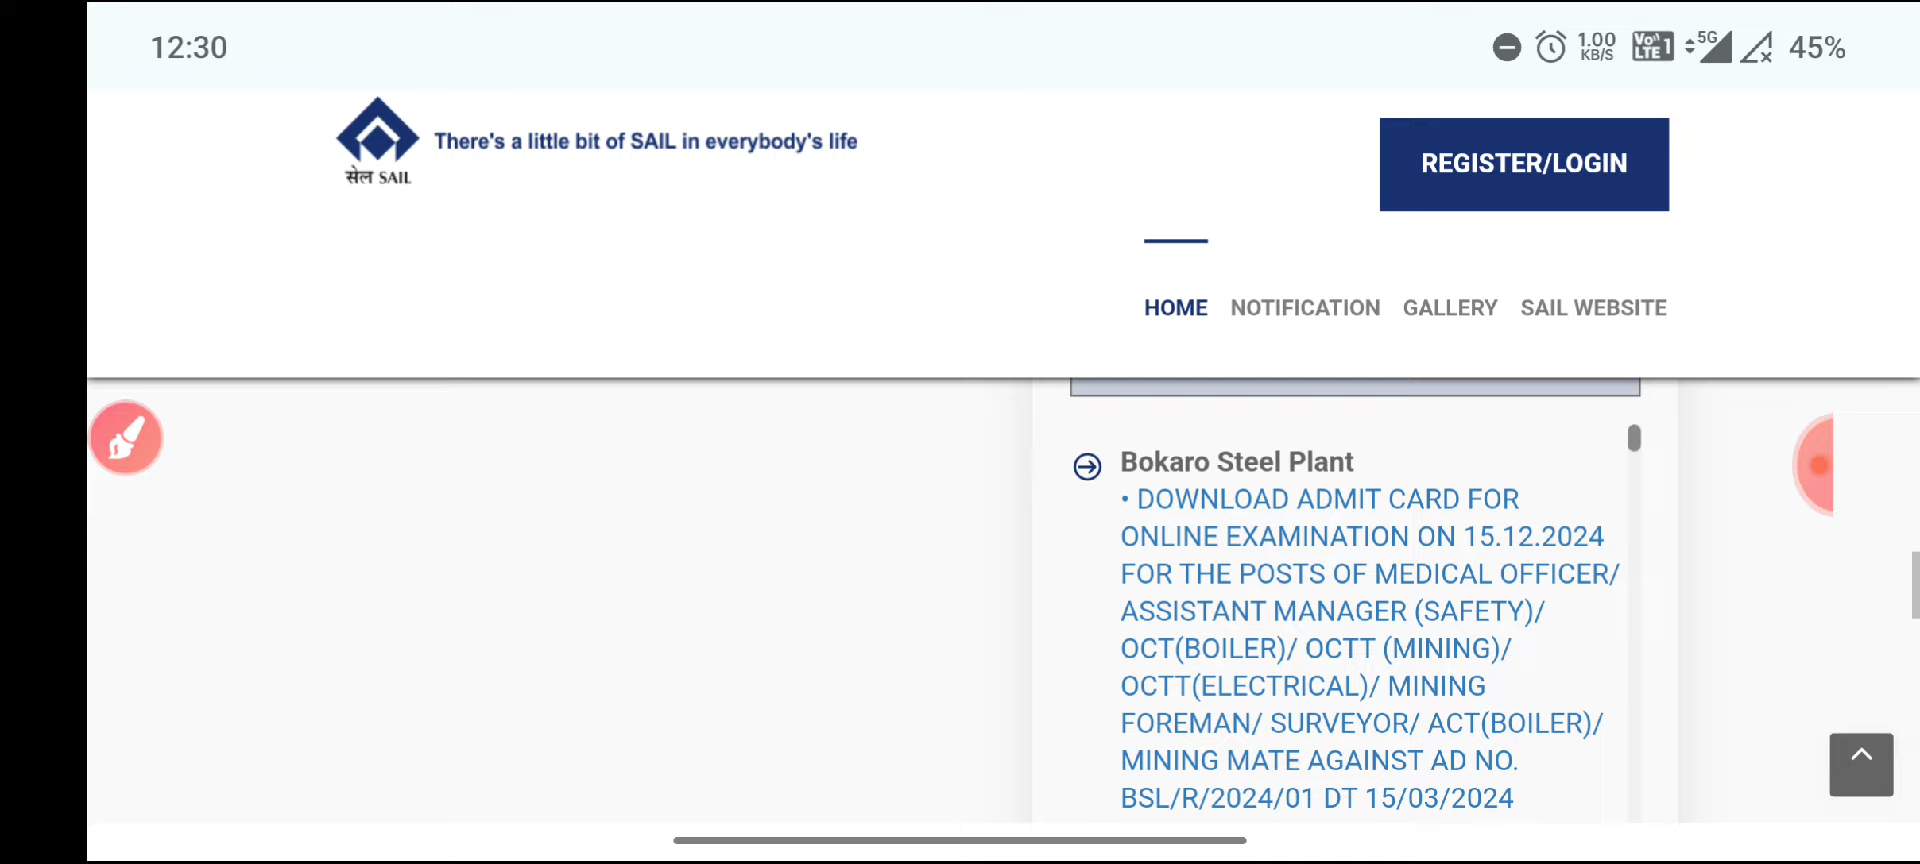 12:30
1.00
KB/S
Vo))
LTE 1
5G
45%
There's a little bit of SAIL in everybody's life
सेल SAIL
REGISTER/LOGIN
HOME NOTIFICATION GALLERY SAIL WEBSITE
Bokaro Steel Plant
• DOWNLOAD ADMIT CARD FOR
ONLINE EXAMINATION ON 15.12.2024
FOR THE POSTS OF MEDICAL OFFICER/
ASSISTANT MANAGER (SAFETY)/
OCT(BOILER)/ OCTT (MINING)/
OCTT(ELECTRICAL)/ MINING
FOREMAN/ SURVEYOR/ ACT(BOILER)/
MINING MATE AGAINST AD NO.
BSL/R/2024/01 DT 15/03/2024